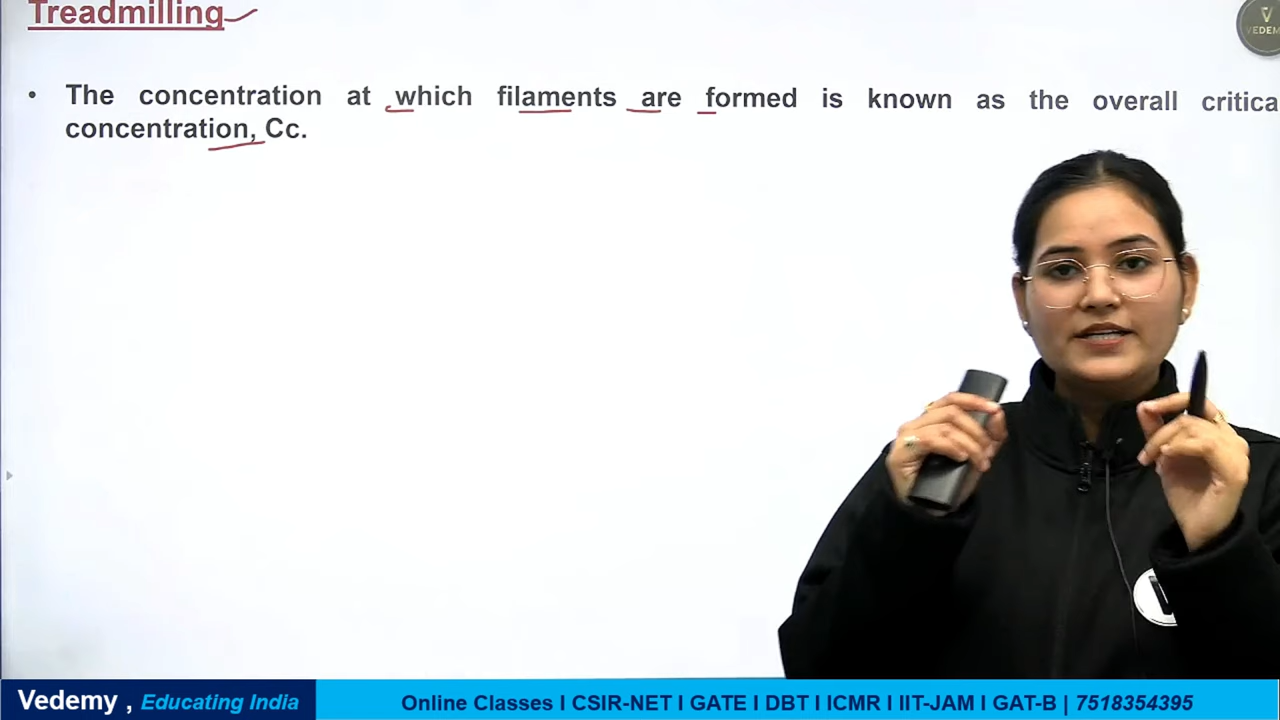 Treadmilling
VEDEM
• The concentration at which filaments are formed is known as the overall critica
concentration, Cc.
Vedemy , Educating India
Online Classes I CSIR-NET I GATE I DBT I ICMR I IIT-JAM I GAT-B | 7518354395